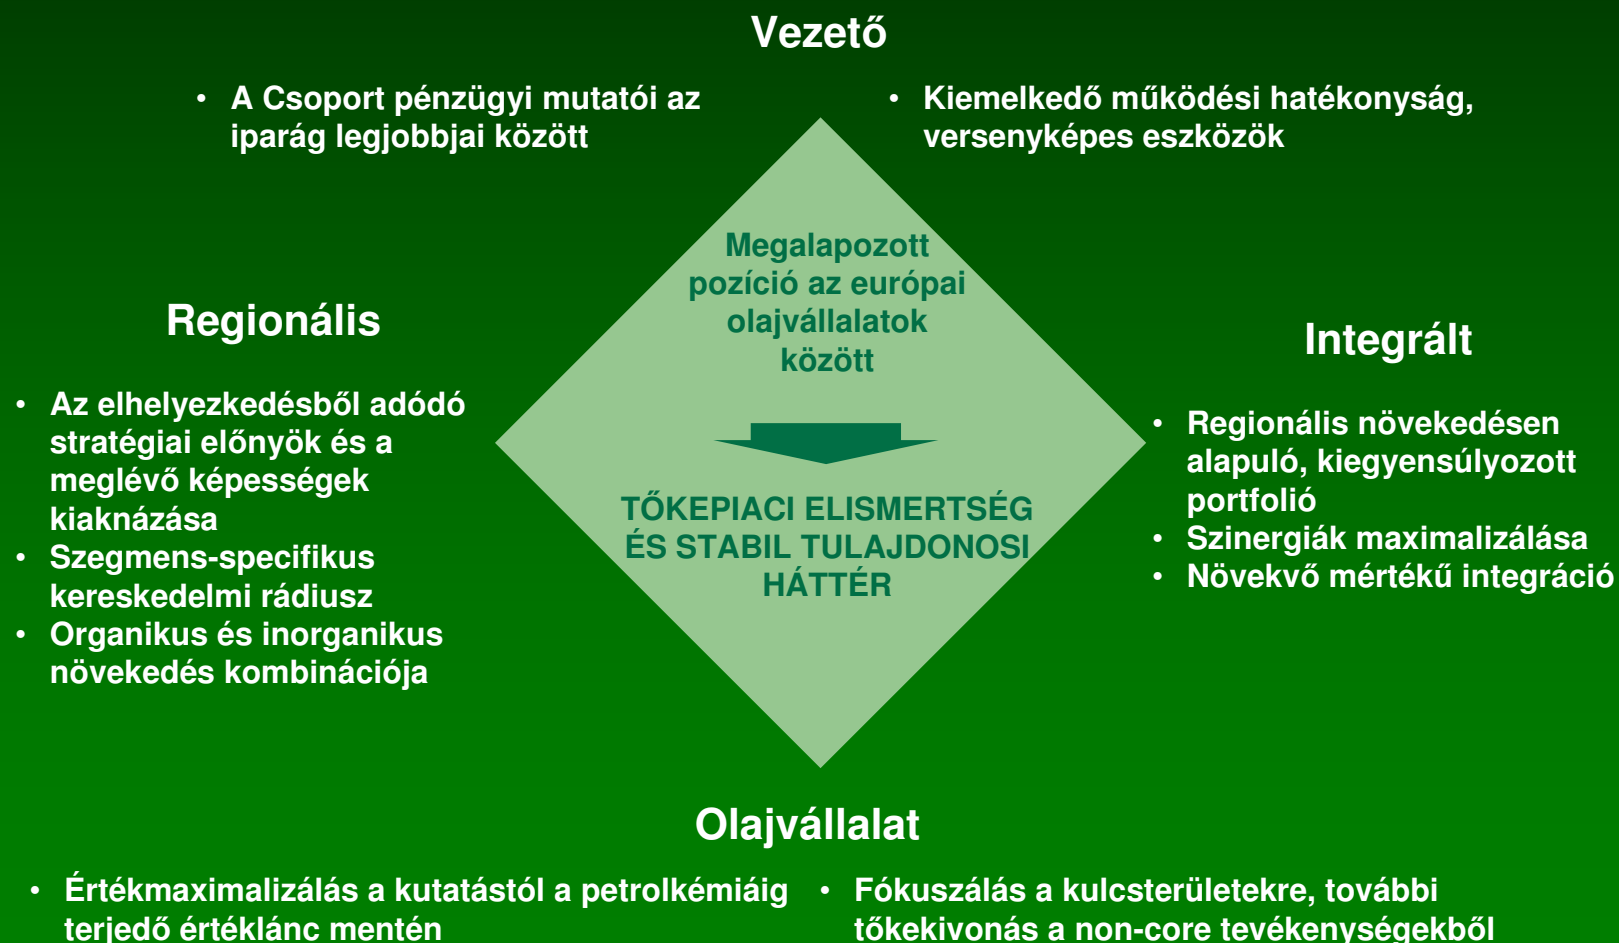 Vezető
• A Csoport pénzügyi mutatói az
iparág legjobbjai között
• Kiemelkedő működési hatékonyság,
versenyképes eszközök
Megalapozott
pozíció az európai
olajvállalatok
között
TŐKEPIACI ELISMERTSÉG
ÉS STABIL TULAJDONOSI
HÁTTÉR
Regionális
• Az elhelyezkedésből adódó
stratégiai előnyök és a
meglévő képességek
kiaknázása
• Szegmens-specifikus
kereskedelmi rádiusz
• Organikus és inorganikus
növekedés kombinációja
Integrált
• Regionális növekedésen
alapuló, kiegyensúlyozott
portfolió
• Szinergiák maximalizálása
• Növekvő mértékű integráció
Olajvállalat
• Értékmaximalizálás a kutatástól a petrolkémiáig
terjedő értéklánc mentén
• Fókuszálás a kulcsterületekre, további
tőkekivonás a non-core tevékenységekből